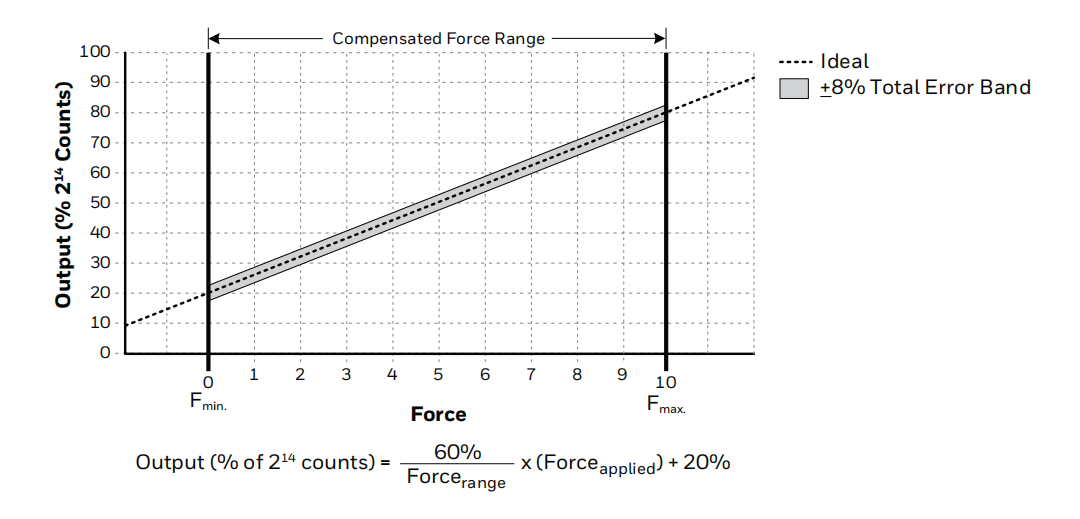 Compensated Force Range
Ideal
±8% Total Error Band
Output (% 2¹⁴ Counts)
100
90
80
70
60
50
40
30
20
10
0
0 1 2 3 4 5 6 7 8 9 10
Fmin. Fmax.
Force
Output (% of 2¹⁴ counts) = 60% / Forcerange x (Forceapplied) + 20%